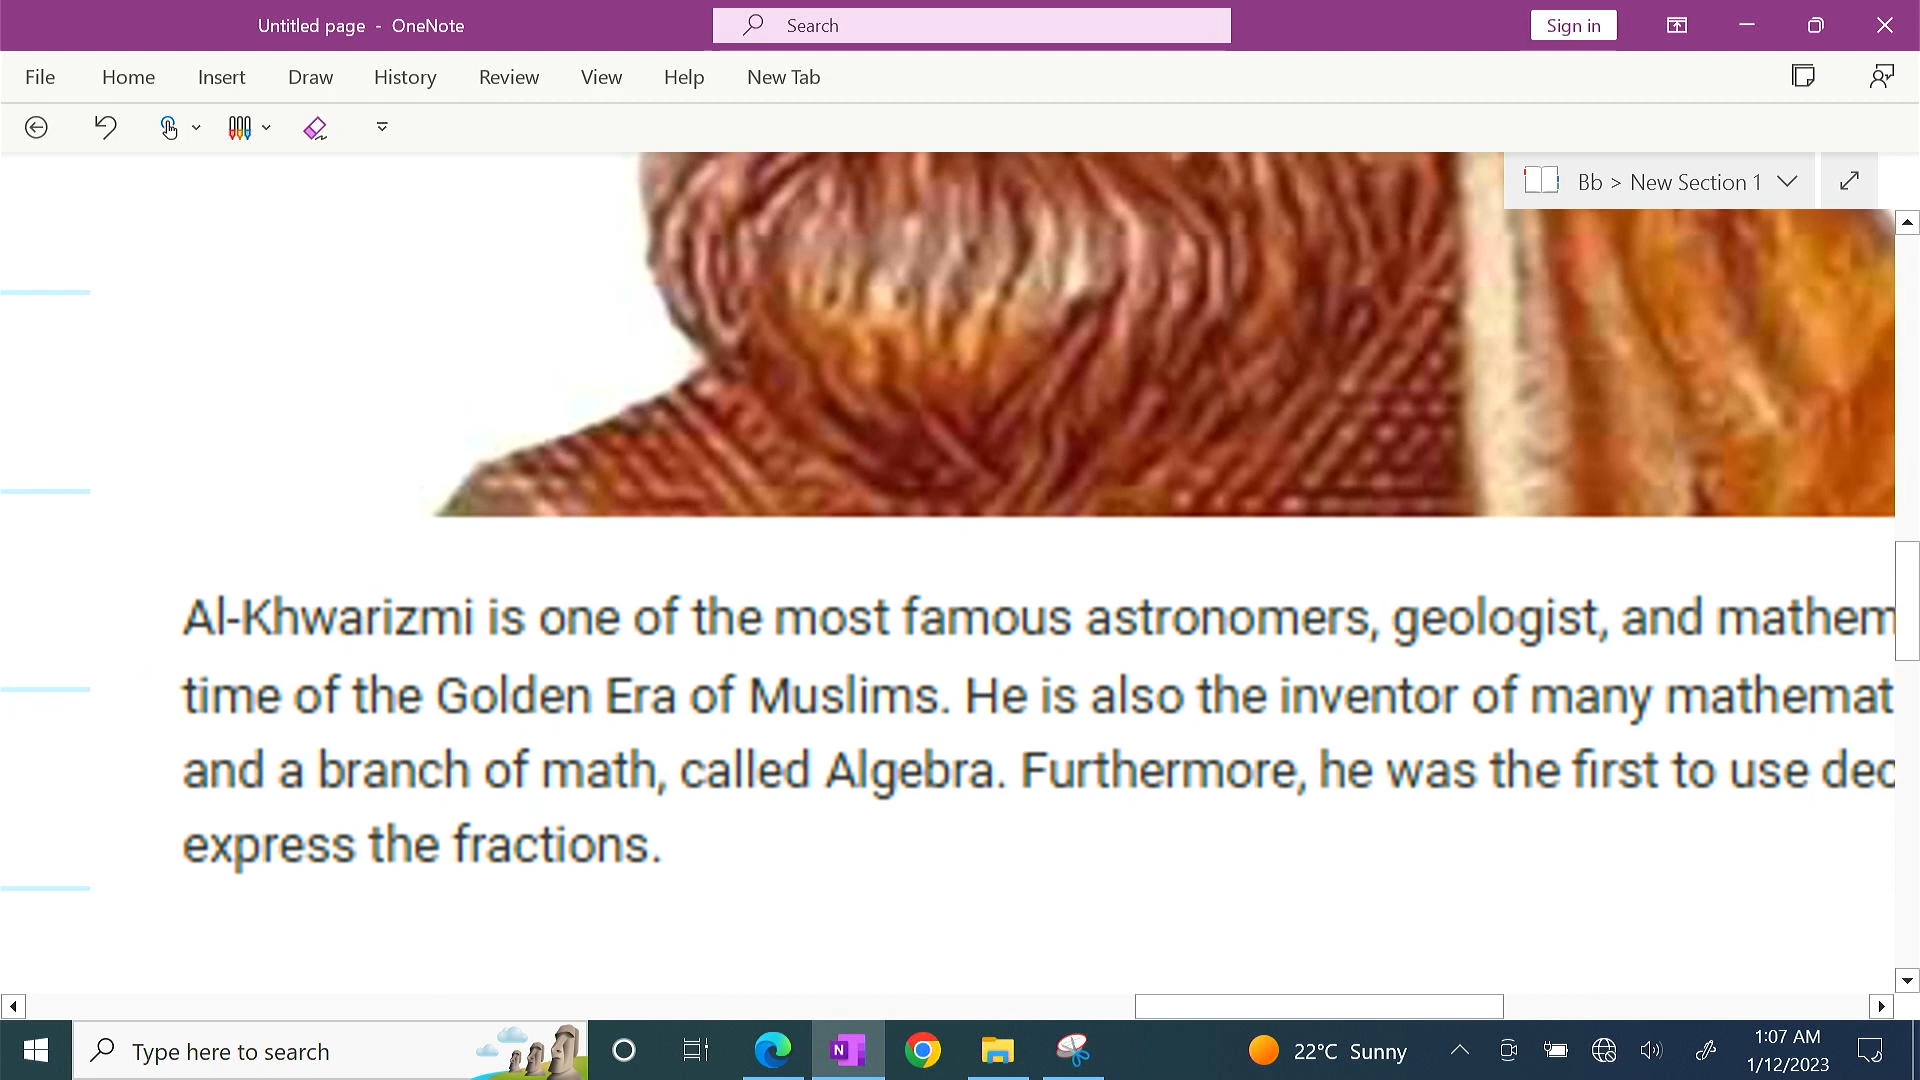 Untitled page - OneNote
Search
Sign in
File Home Insert Draw History Review View Help New Tab
Bb > New Section 1
Al-Khwarizmi is one of the most famous astronomers, geologist, and mathem
time of the Golden Era of Muslims. He is also the inventor of many mathemat
and a branch of math, called Algebra. Furthermore, he was the first to use dec
express the fractions.
Type here to search
22°C Sunny
1:07 AM
1/12/2023